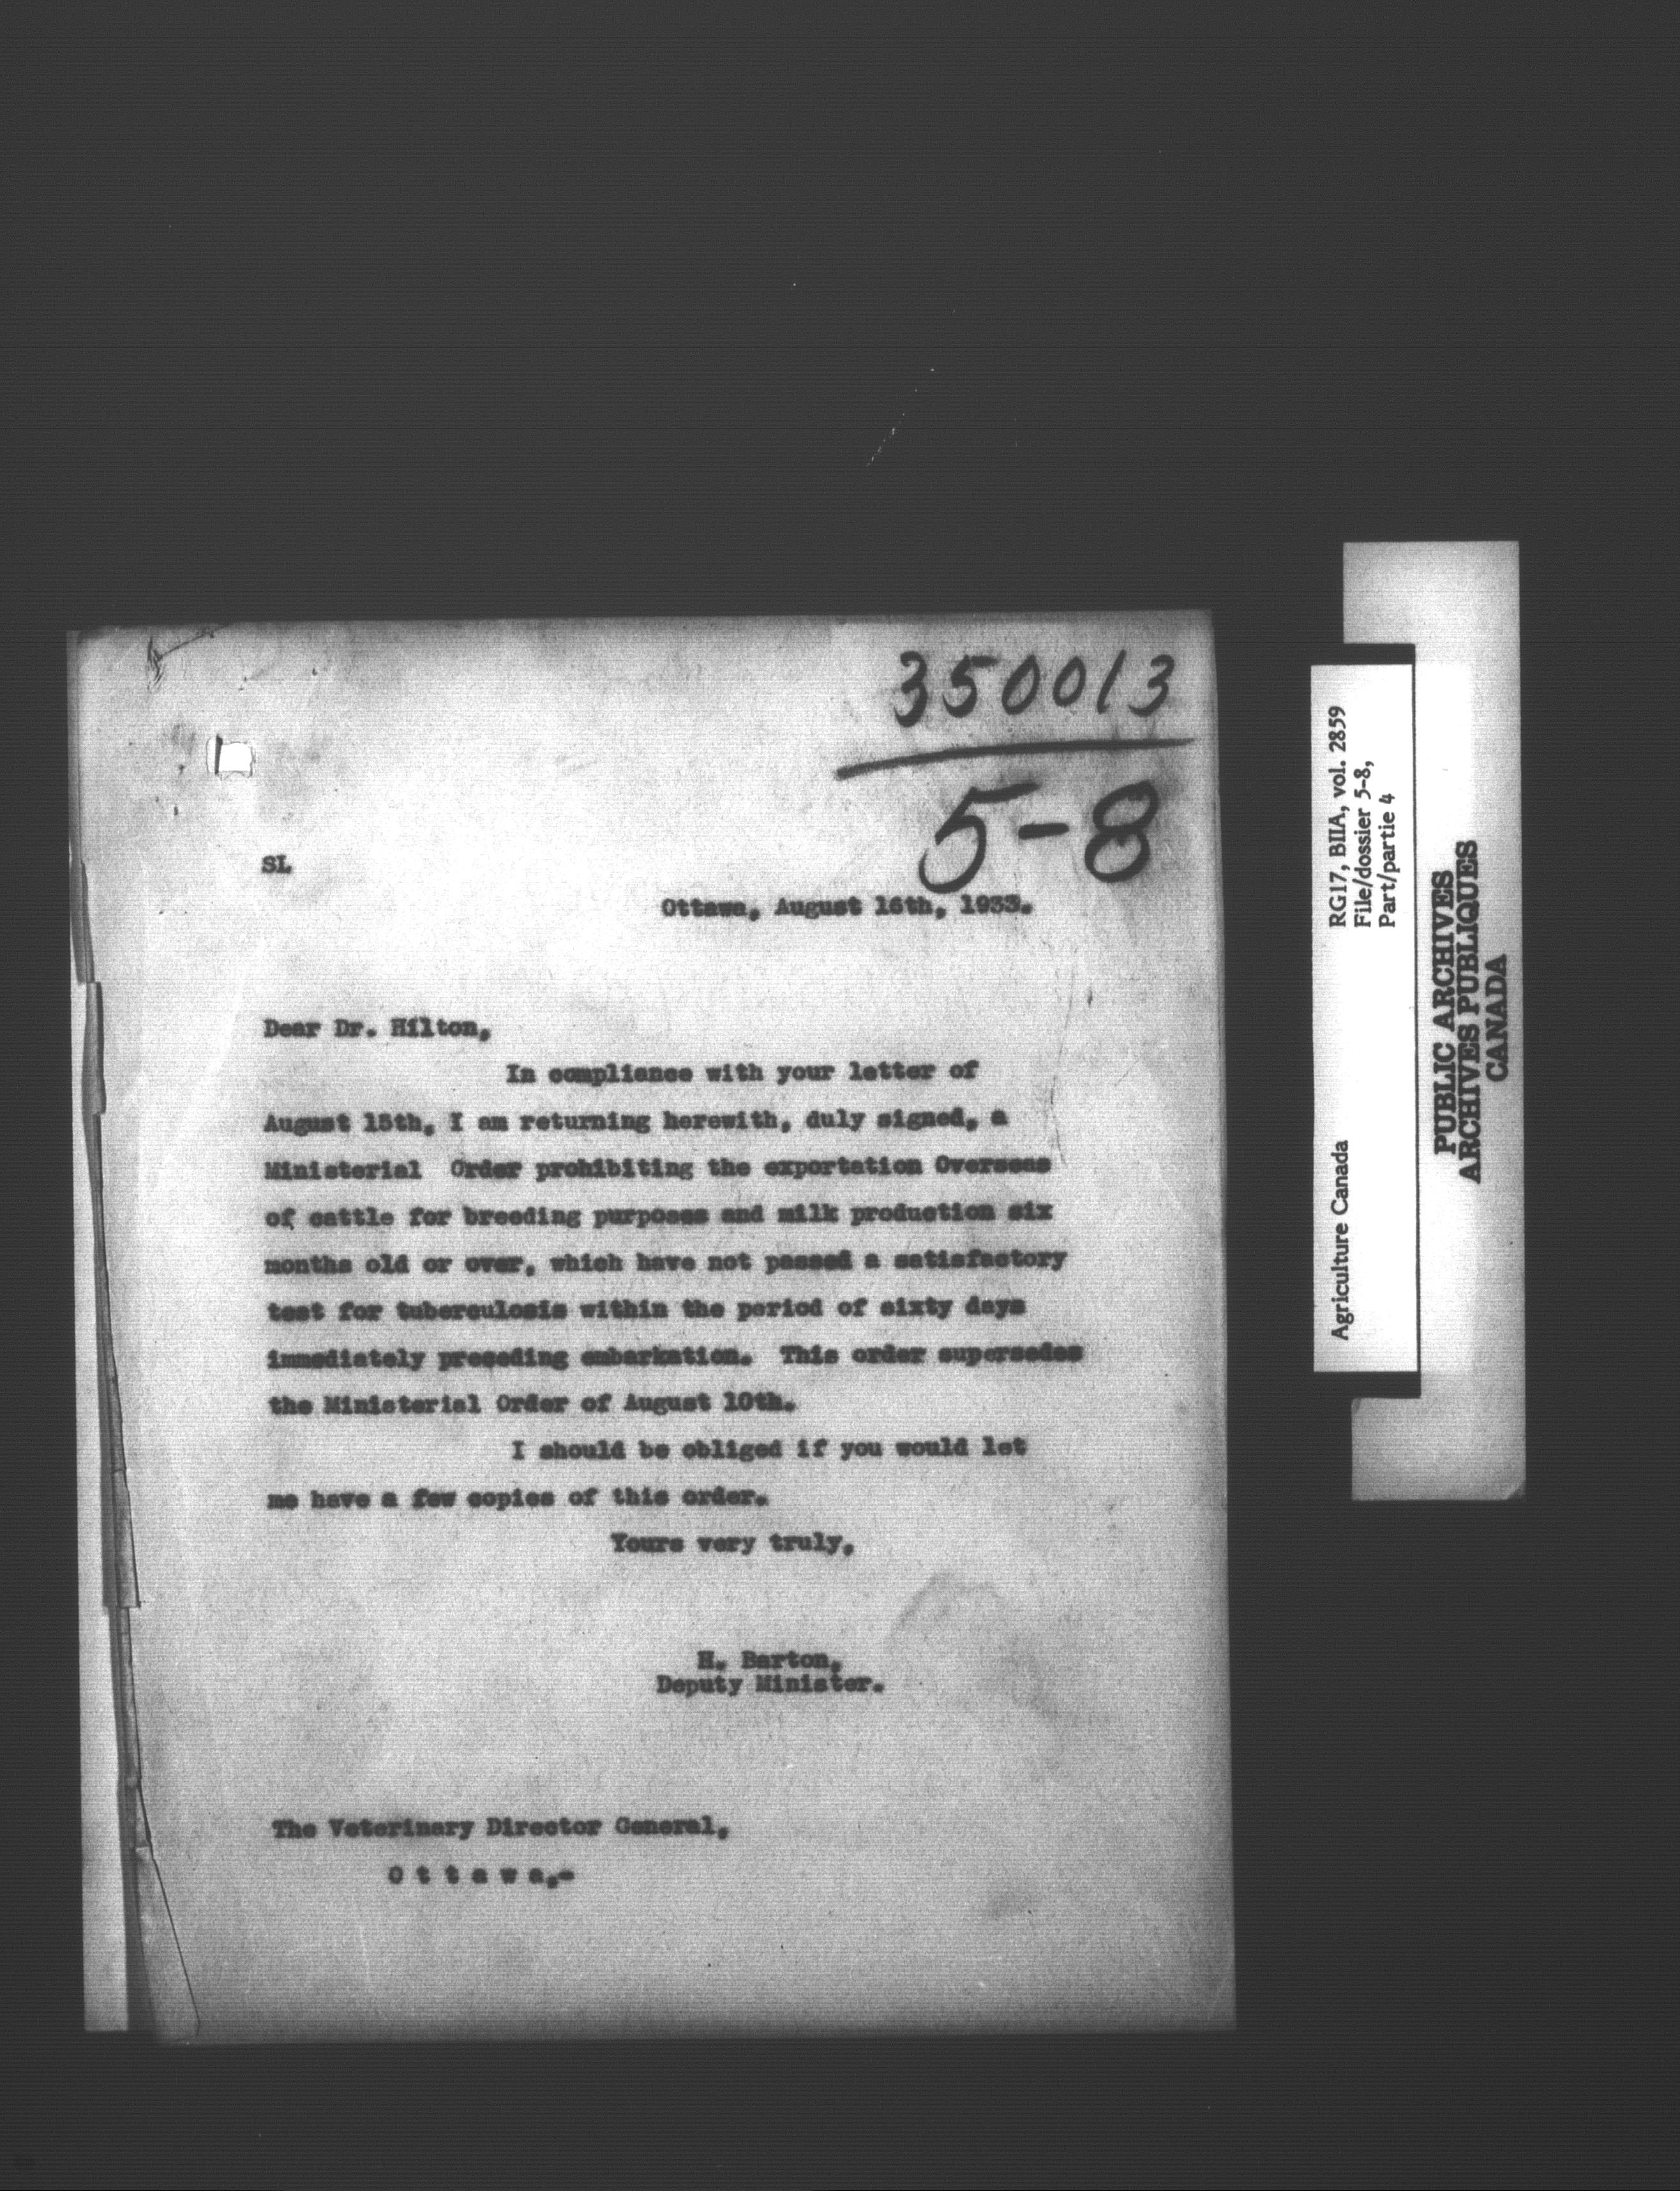 350013
5-8
SL
Ottawa, August 16th, 1933.
Dear Dr. Hilton,
In compliance with your letter of
August 15th, I am returning herewith, duly signed, a
Ministerial Order prohibiting the exportation Overseas
of cattle for breeding purposes and milk production six
months old or over, which have not passed a satisfactory
test for tuberculosis within the period of sixty days
immediately preceding embarkation. This order supersedes
the Ministerial Order of August 10th.
I should be obliged if you would let
me have a few copies of this order.
Yours very truly,
H. Barton,
Deputy Minister.
The Veterinary Director General,
O t t a w a.-
Agriculture Canada
RG17, BIIA, vol. 2859
File/dossier 5-8,
Part/partie 4
PUBLIC ARCHIVES
ARCHIVES PUBLIQUES
CANADA